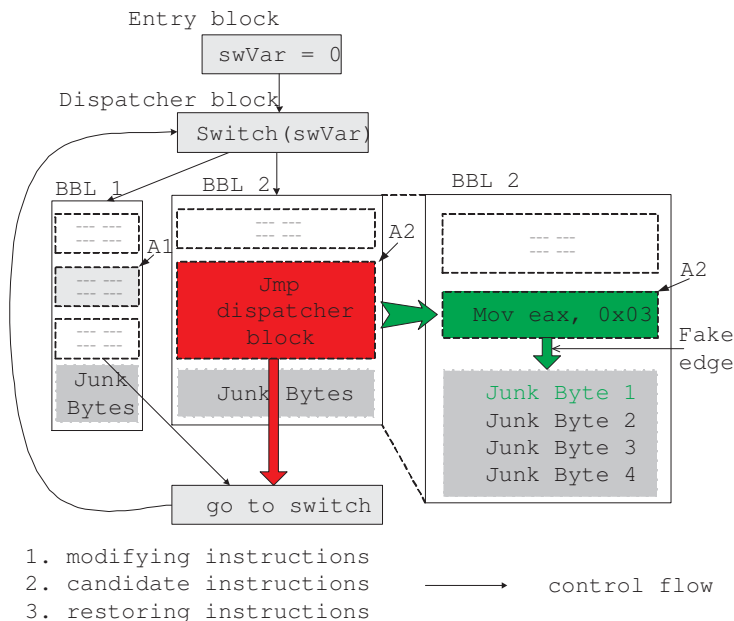 Entry block
swVar = 0
Dispatcher block
Switch(swVar)
BBL 1
BBL 2
BBL 2
A1
A2
A2
Jmp
dispatcher
block
Mov eax, 0x03
Fake
edge
Junk
Bytes
Junk Bytes
Junk Byte 1
Junk Byte 2
Junk Byte 3
Junk Byte 4
go to switch
1. modifying instructions
2. candidate instructions
3. restoring instructions
control flow